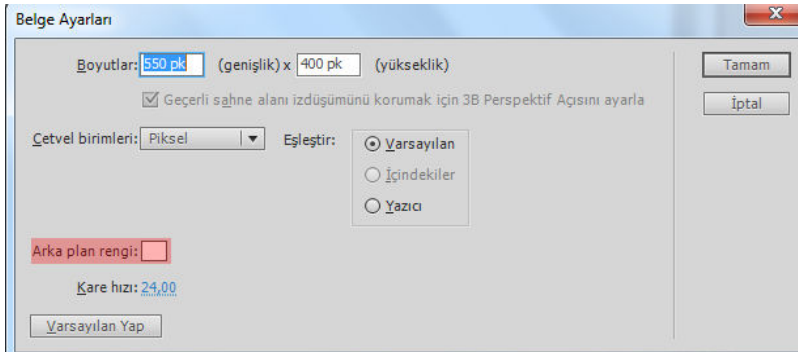 Belge Ayarları
Boyutlar: 550 pk (genişlik) x 400 pk (yükseklik)
Tamam
Geçerli sahne alanı izdüşümünü korumak için 3B Perspektif Açısını ayarla
İptal
Cetvel birimleri: Piksel Eşleştir: Varsayılan
İçindekiler
Yazıcı
Arka plan rengi:
Kare hızı: 24,00
Varsayılan Yap